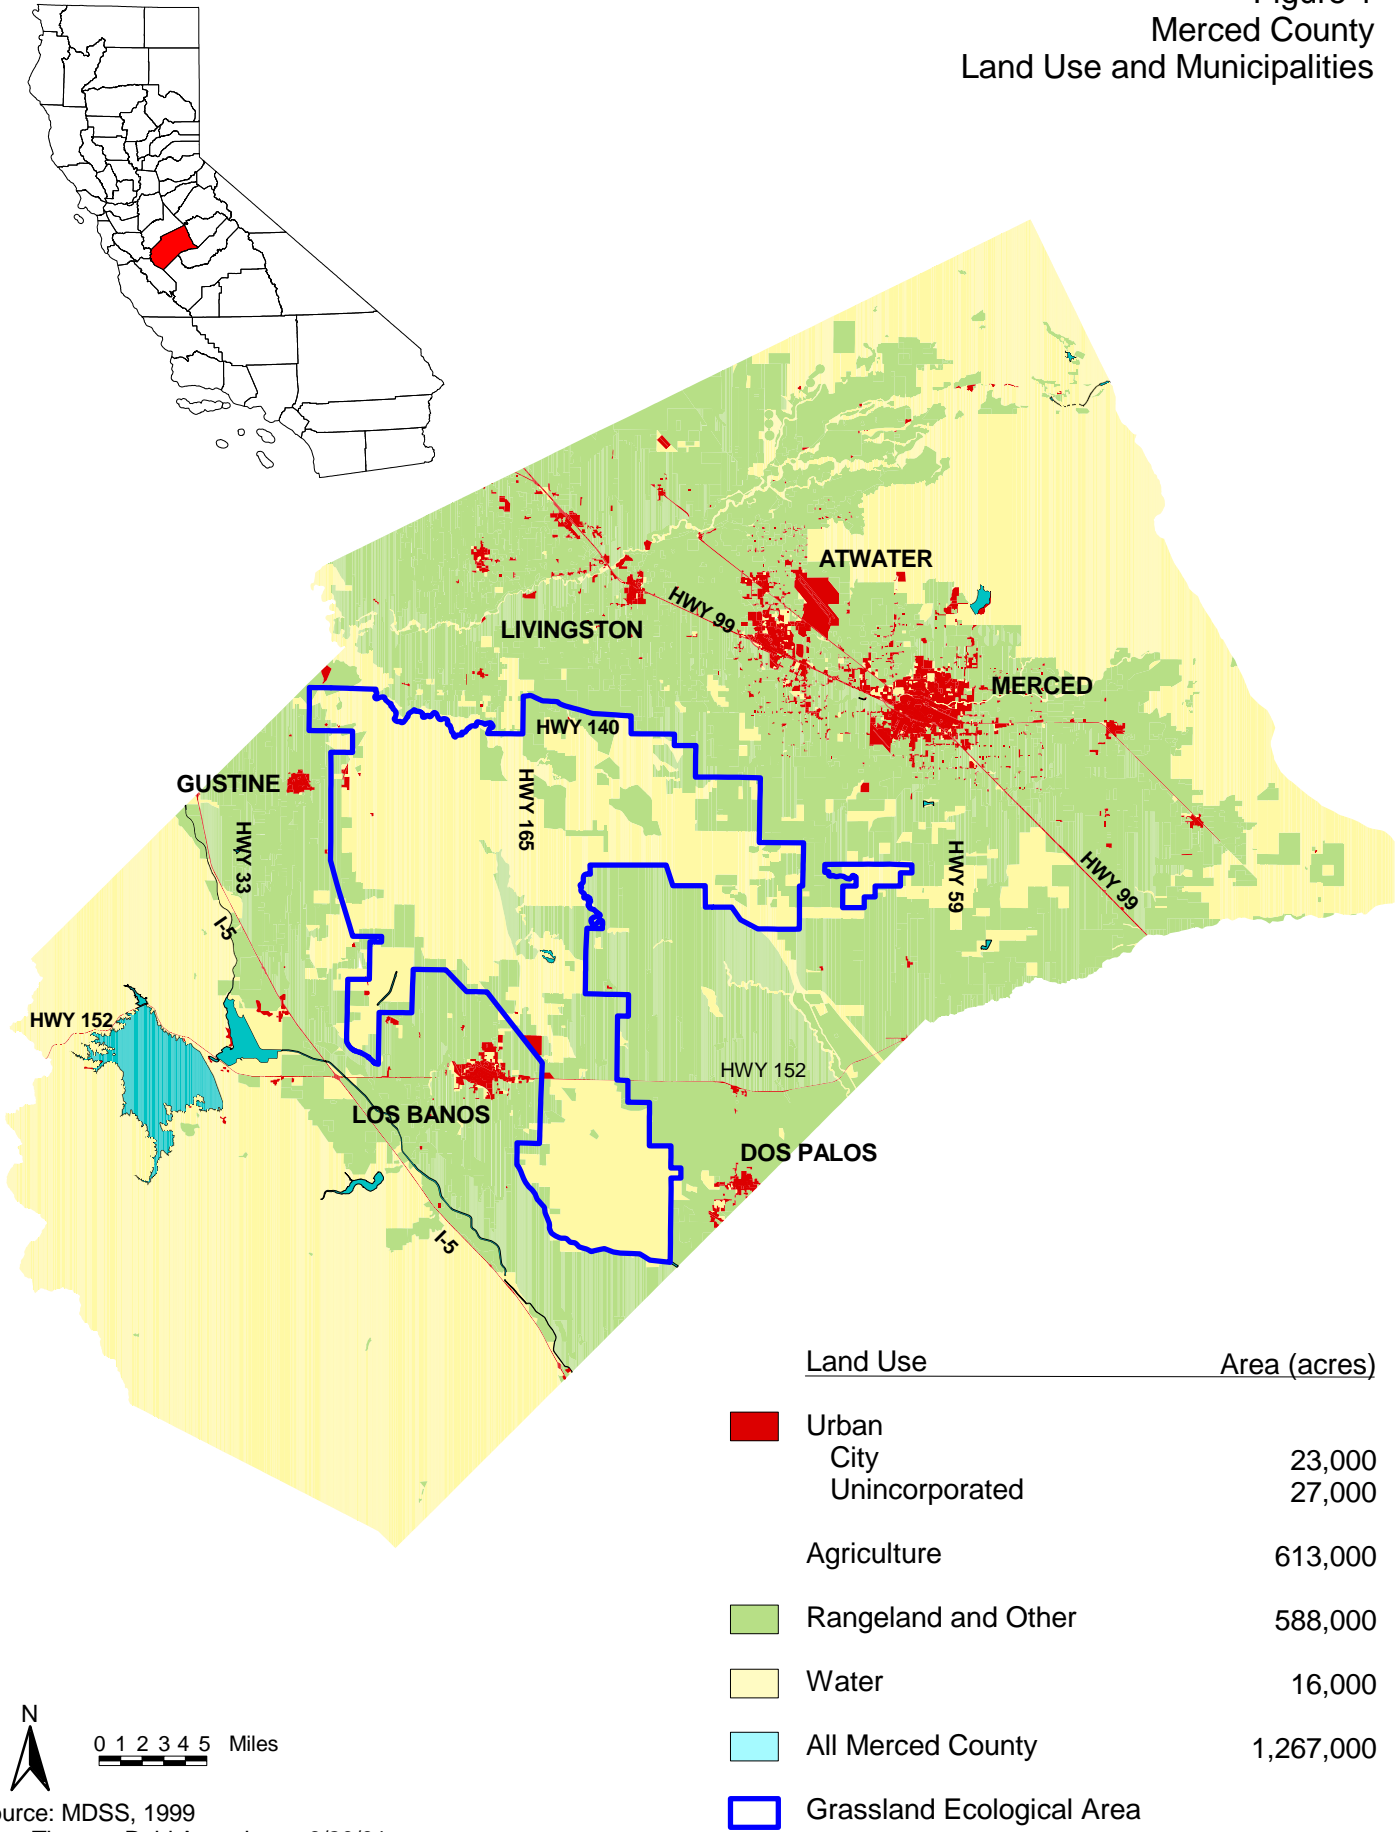 Merced County
Land Use and Municipalities
ATWATER
HWY 99
LIVINGSTON
MERCED
HWY 140
GUSTINE
HWY 165
HWY 33
HWY 59
HWY 99
I-5
HWY 152
HWY 152
LOS BANOS
DOS PALOS
I-5
Land Use Area (acres)
Urban
City 23,000
Unincorporated 27,000
Agriculture 613,000
Rangeland and Other 588,000
Water 16,000
All Merced County 1,267,000
Grassland Ecological Area
N
0 1 2 3 4 5 Miles
MDSS, 1999